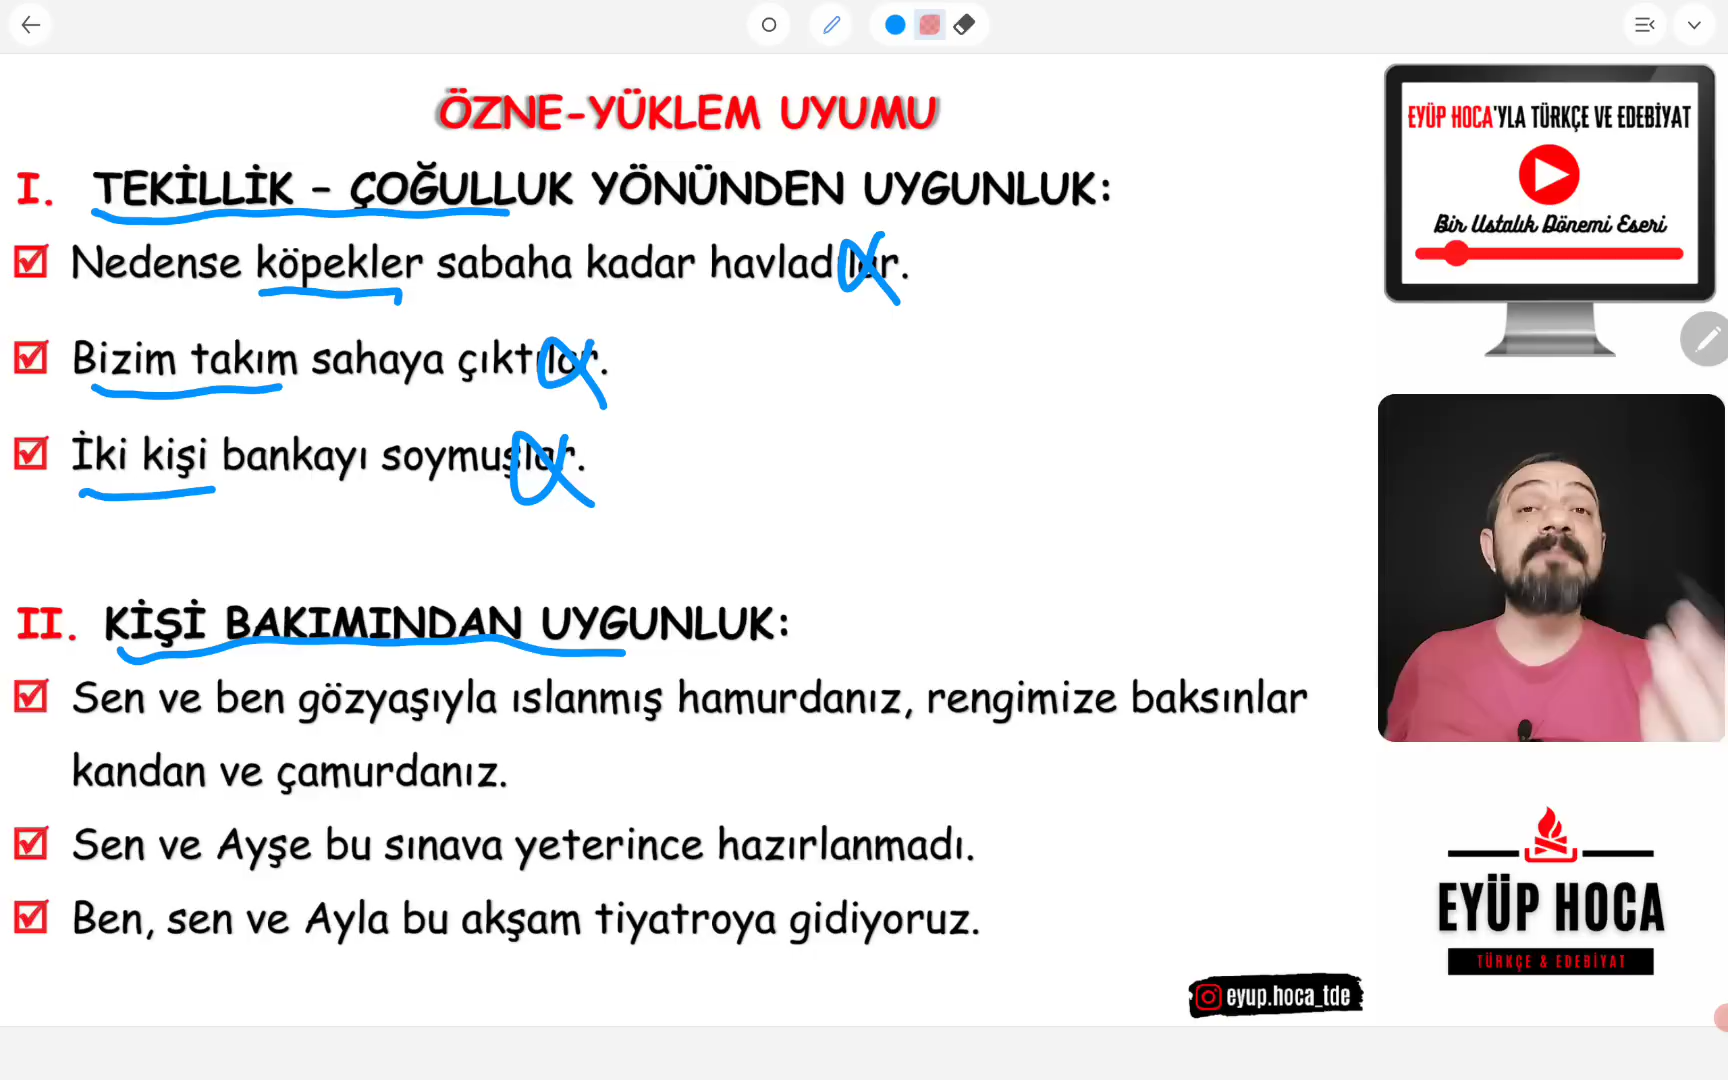 ÖZNE-YÜKLEM UYUMU
I. TEKİLLİK - ÇOĞULLUK YÖNÜNDEN UYGUNLUK:
Nedense köpekler sabaha kadar havladılar.
Bizim takım sahaya çıktılar.
İki kişi bankayı soymuşlar.
II. KİŞİ BAKIMINDAN UYGUNLUK:
Sen ve ben gözyaşıyla ıslanmış hamurdanız, rengimize baksınlar
kandan ve çamurdanız.
Sen ve Ayşe bu sınava yeterince hazırlanmadı.
Ben, sen ve Ayla bu akşam tiyatroya gidiyoruz.
EYÜP HOCA'YLA TÜRKÇE VE EDEBİYAT
Bir Ustalık Dönemi Eseri
EYÜP HOCA
TÜRKÇE & EDEBİYAT
eyup.hoca_tde